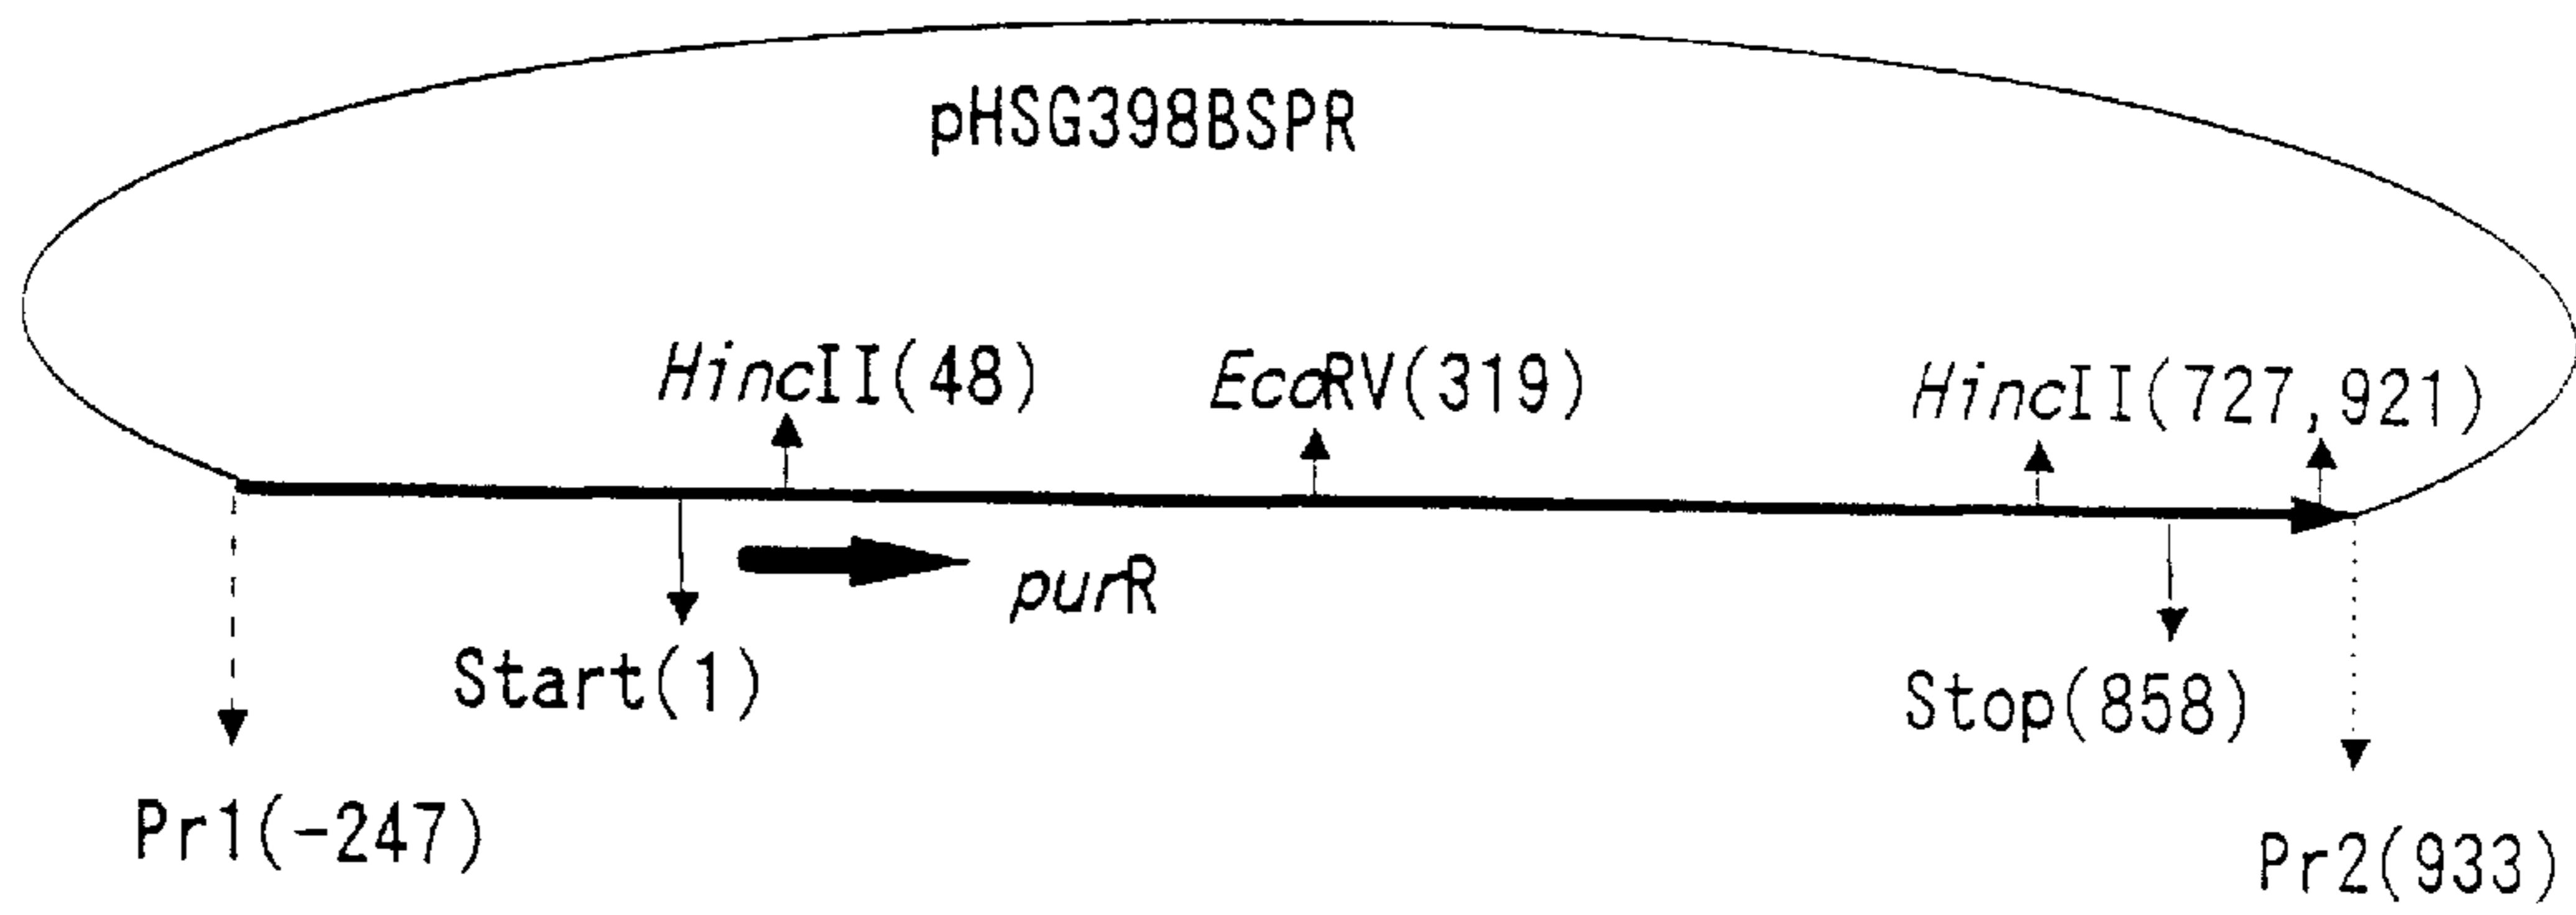 pHSG398BSPR
HincII(48)
EcoRV(319)
HincII(727,921)
purR
Start(1)
Stop(858)
Pr1(-247)
Pr2(933)